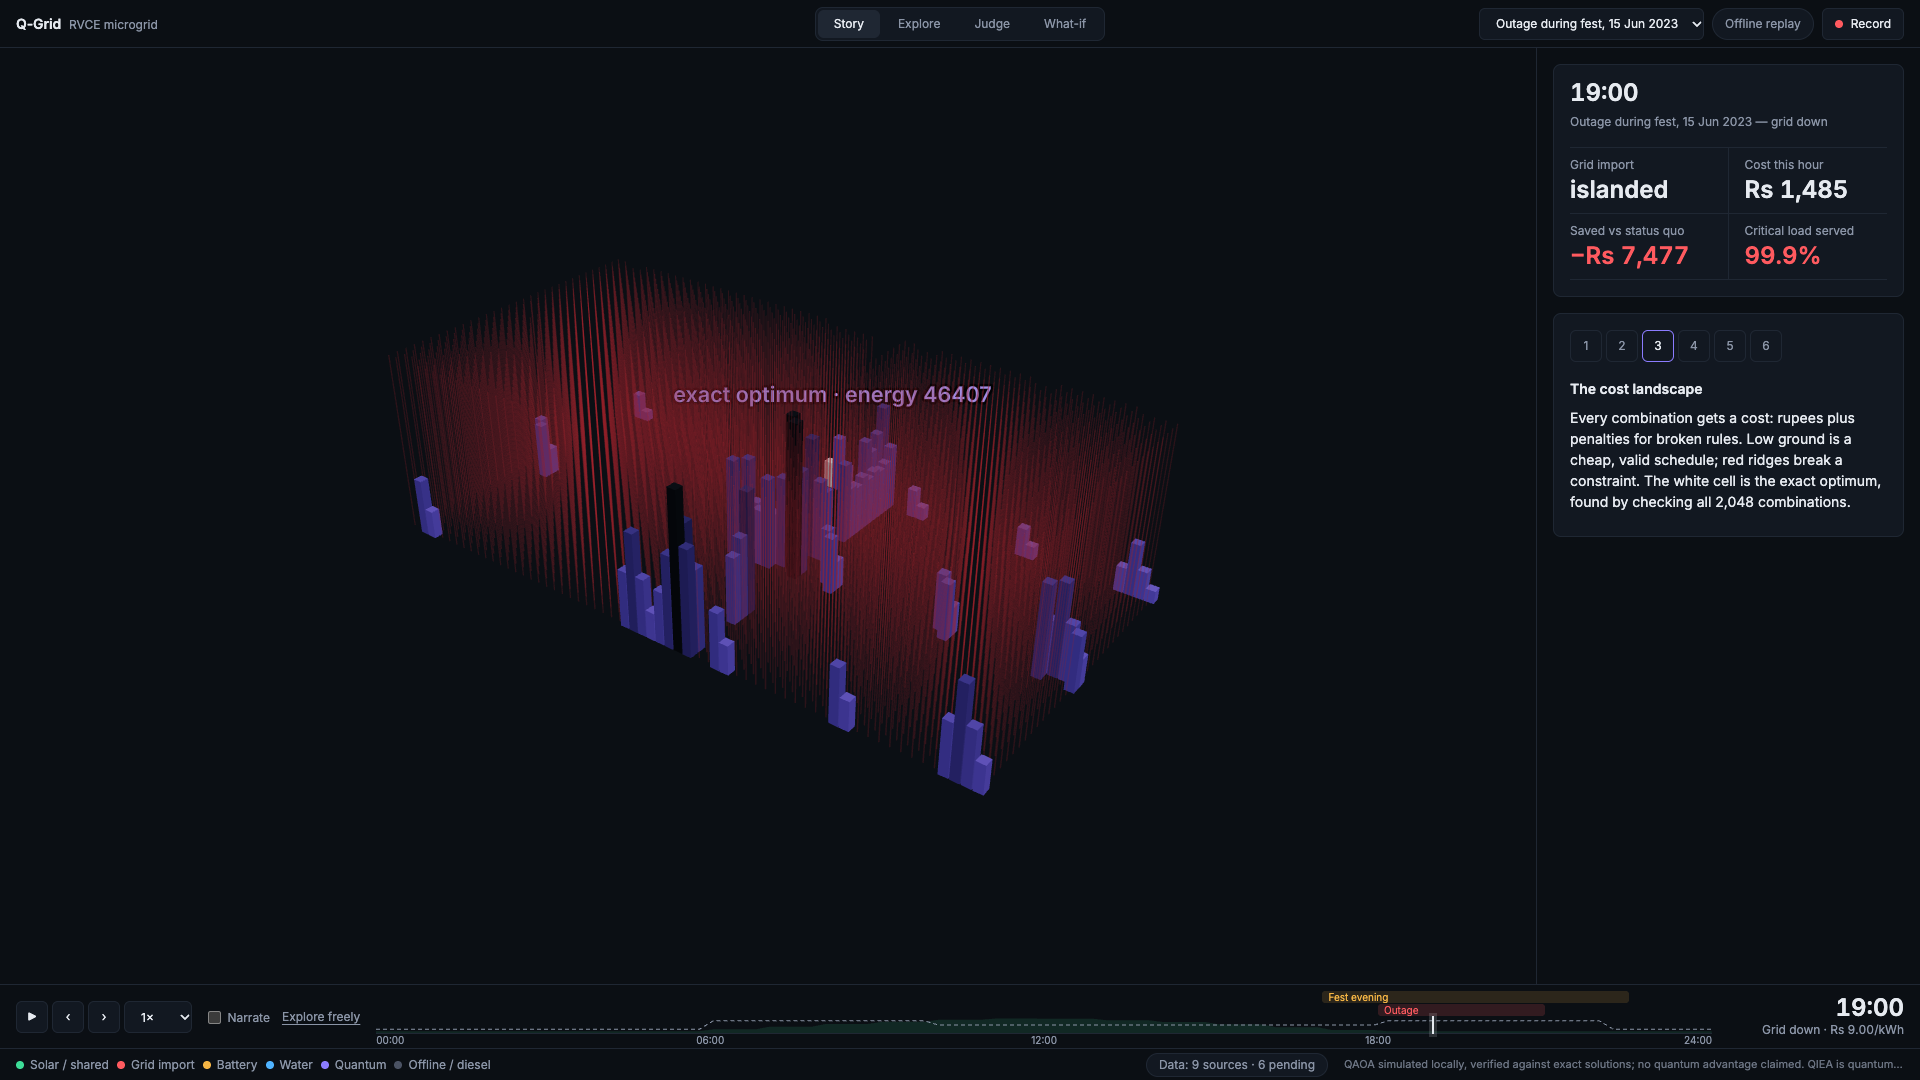 Q-Grid RVCE microgrid
Story Explore Judge What-if
Outage during fest, 15 Jun 2023 Offline replay Record
19:00
Outage during fest, 15 Jun 2023 — grid down
Grid import Cost this hour
islanded Rs 1,485
Saved vs status quo Critical load served
−Rs 7,477 99.9%
1 2 3 4 5 6
The cost landscape
Every combination gets a cost: rupees plus
penalties for broken rules. Low ground is a
cheap, valid schedule; red ridges break a
constraint. The white cell is the exact optimum,
found by checking all 2,048 combinations.
exact optimum · energy 46407
1× Narrate Explore freely
Fest evening
Outage
00:00 06:00 12:00 18:00 24:00
19:00
Grid down · Rs 9.00/kWh
Solar / shared Grid import Battery Water Quantum Offline / diesel
Data: 9 sources · 6 pending
QAOA simulated locally, verified against exact solutions; no quantum advantage claimed. QIEA is quantum…